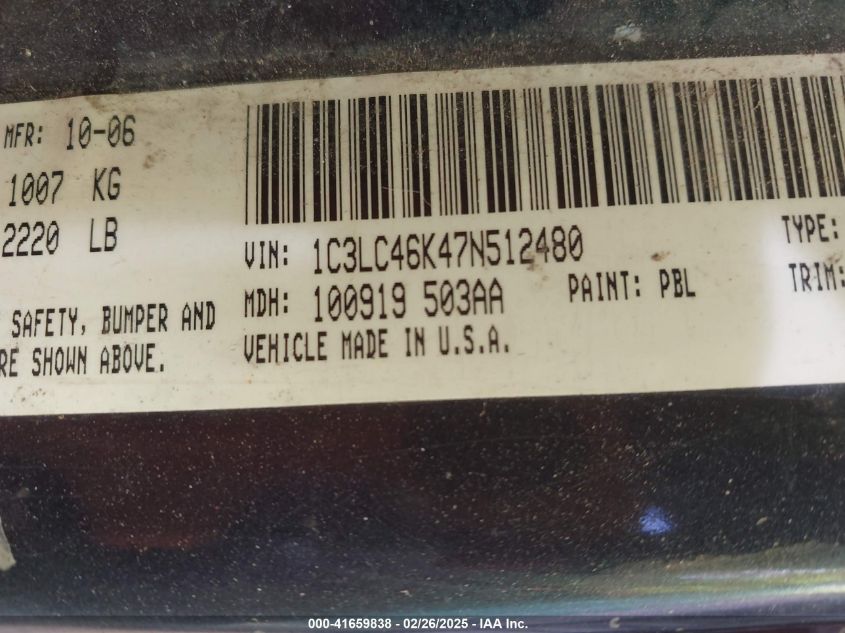 MFR: 10-06
1007 KG
2220 LB
SAFETY, BUMPER AND
RE SHOWN ABOVE.
VIN: 1C3LC46K47N512480
TYPE:
MDH: 100919 503AA PAINT: PBL TRIM:
VEHICLE MADE IN U.S.A.
000-41659838 - 02/26/2025 - IAA Inc.